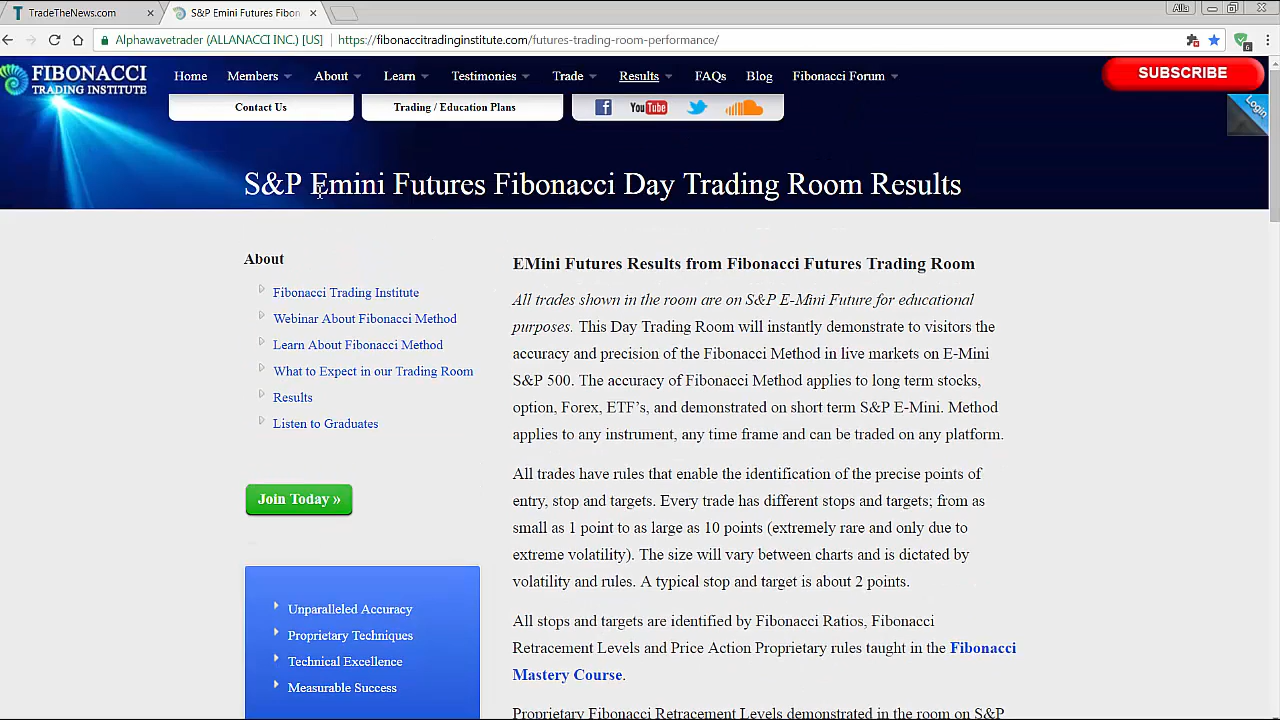 TradeTheNews.com
S&P Emini Futures Fibon
Alla
Alphawavetrader (ALLANACCI INC.) [US]
https://fibonaccitradinginstitute.com/futures-trading-room-performance/
6
FIBONACCI
TRADING INSTITUTE
Home
Members
About
Learn
Testimonies
Trade
Results
FAQs
Blog
Fibonacci Forum
SUBSCRIBE
Contact Us
Trading / Education Plans
YouTube
Login
S&P Emini Futures Fibonacci Day Trading Room Results
About
Fibonacci Trading Institute
Webinar About Fibonacci Method
Learn About Fibonacci Method
What to Expect in our Trading Room
Results
Listen to Graduates
Join Today »
Unparalleled Accuracy
Proprietary Techniques
Technical Excellence
Measurable Success
EMini Futures Results from Fibonacci Futures Trading Room
All trades shown in the room are on S&P E-Mini Future for educational
purposes. This Day Trading Room will instantly demonstrate to visitors the
accuracy and precision of the Fibonacci Method in live markets on E-Mini
S&P 500. The accuracy of Fibonacci Method applies to long term stocks,
option, Forex, ETF’s, and demonstrated on short term S&P E-Mini. Method
applies to any instrument, any time frame and can be traded on any platform.
All trades have rules that enable the identification of the precise points of
entry, stop and targets. Every trade has different stops and targets; from as
small as 1 point to as large as 10 points (extremely rare and only due to
extreme volatility). The size will vary between charts and is dictated by
volatility and rules. A typical stop and target is about 2 points.
All stops and targets are identified by Fibonacci Ratios, Fibonacci
Retracement Levels and Price Action Proprietary rules taught in the Fibonacci
Mastery Course.
Proprietary Fibonacci Retracement Levels demonstrated in the room on S&P